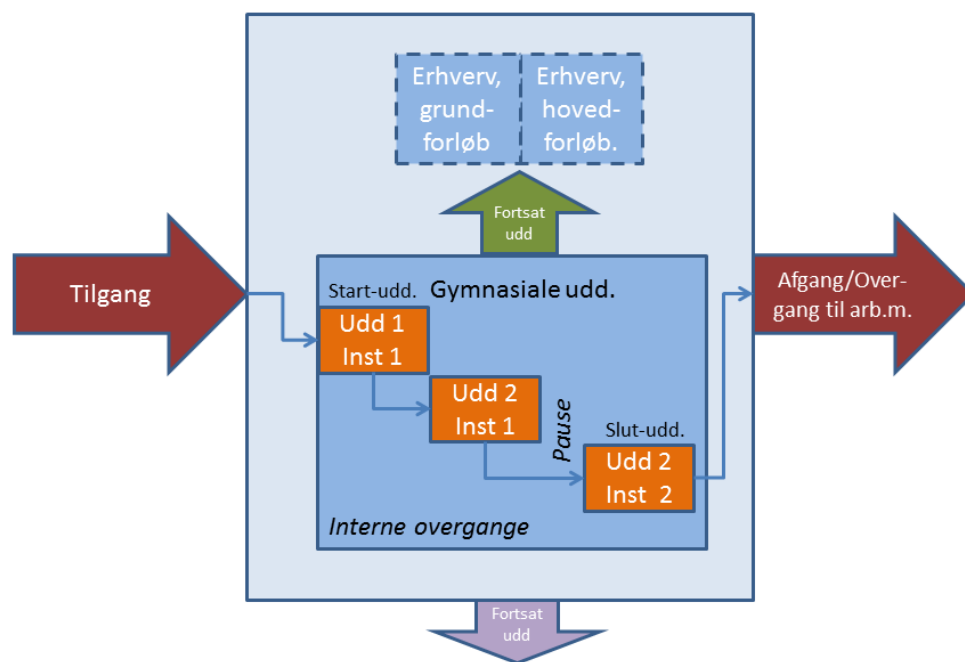 Erhverv,
grund-
forløb
Erhverv,
hoved-
forløb.
Fortsat
udd
Tilgang
Start-udd.
Gymnasiale udd.
Afgang/Over-
gang til arb.m.
Udd 1
Inst 1
Udd 2
Inst 1
Pause
Slut-udd.
Udd 2
Inst 2
Interne overgange
Fortsat
udd